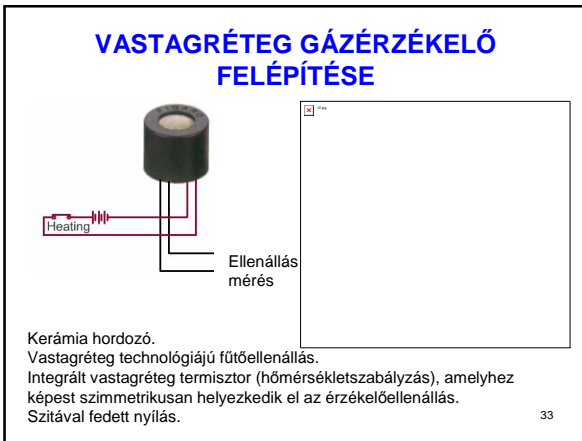 VASTAGRÉTEG GÁZÉRZÉKELŐ
FELÉPÍTÉSE
FIGARO
Heating
Ellenállás
mérés
Kerámia hordozó.
Vastagréteg technológiájú fűtőellenállás.
Integrált vastagréteg termisztor (hőmérsékletszabályzás), amelyhez
képest szimmetrikusan helyezkedik el az érzékelőellenállás.
Szitával fedett nyílás.
33